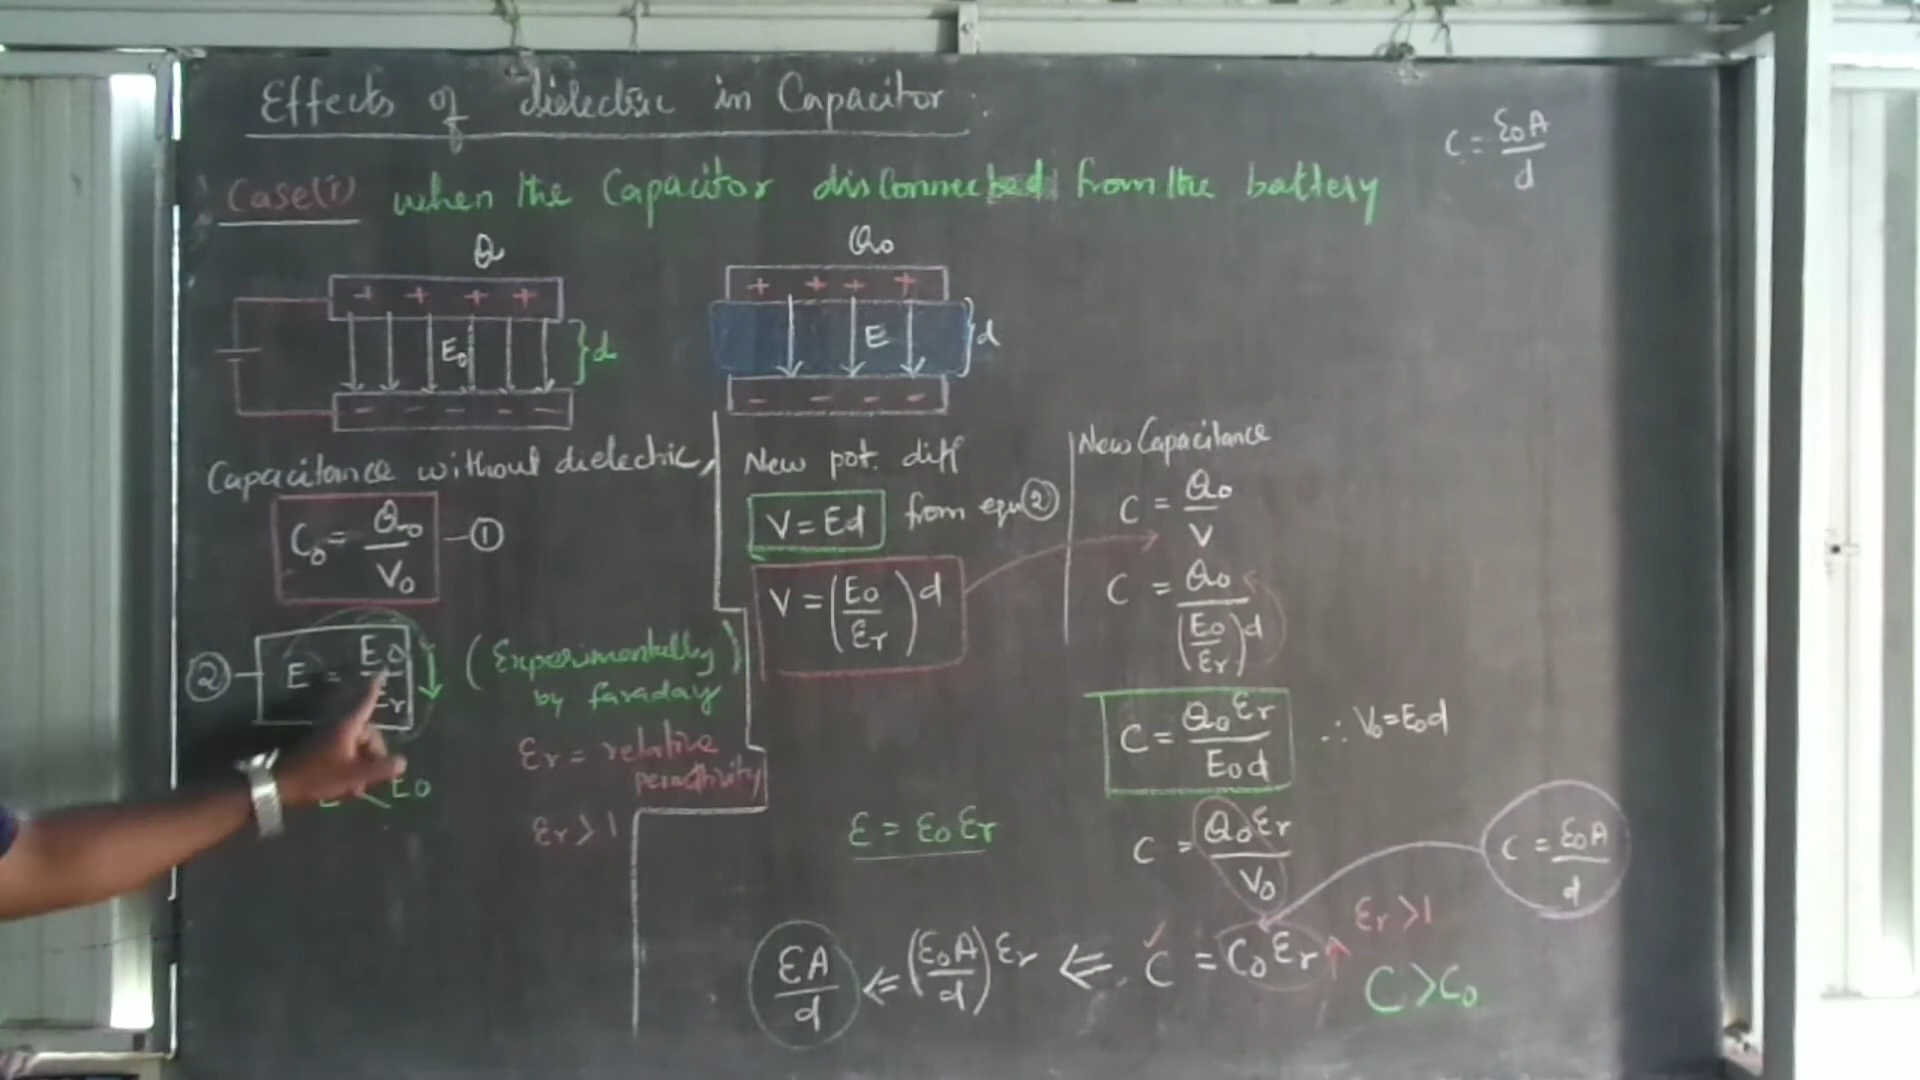 Effects of dielectric in Capacitor.
C = ε₀A/d
Case(i) when the Capacitor disconnected from the battery
Q
+ + + +
E₀
d
- - - - -
Q₀
+ + + +
E
d
- - - -
Capacitance without dielectric,
C₀ = Q₀/V₀ — ①
② — E = E₀/εr ↓ (Experimentally by faraday)
E < E₀
εr = relative
permitivity
εr > 1
New pot. diff
V = Ed from equ ②
V = (E₀/εr) d
New Capacitance
C = Q₀/V
C = Q₀/(E₀/εr)d
C = Q₀εr/E₀d ∴ V₀ = E₀d
ε = ε₀εr
C = Q₀εr/V₀
C = ε₀A/d
εA/d ⇐ (ε₀A/d) εr ⇐ C = C₀εr ↑
εr > 1
C > C₀